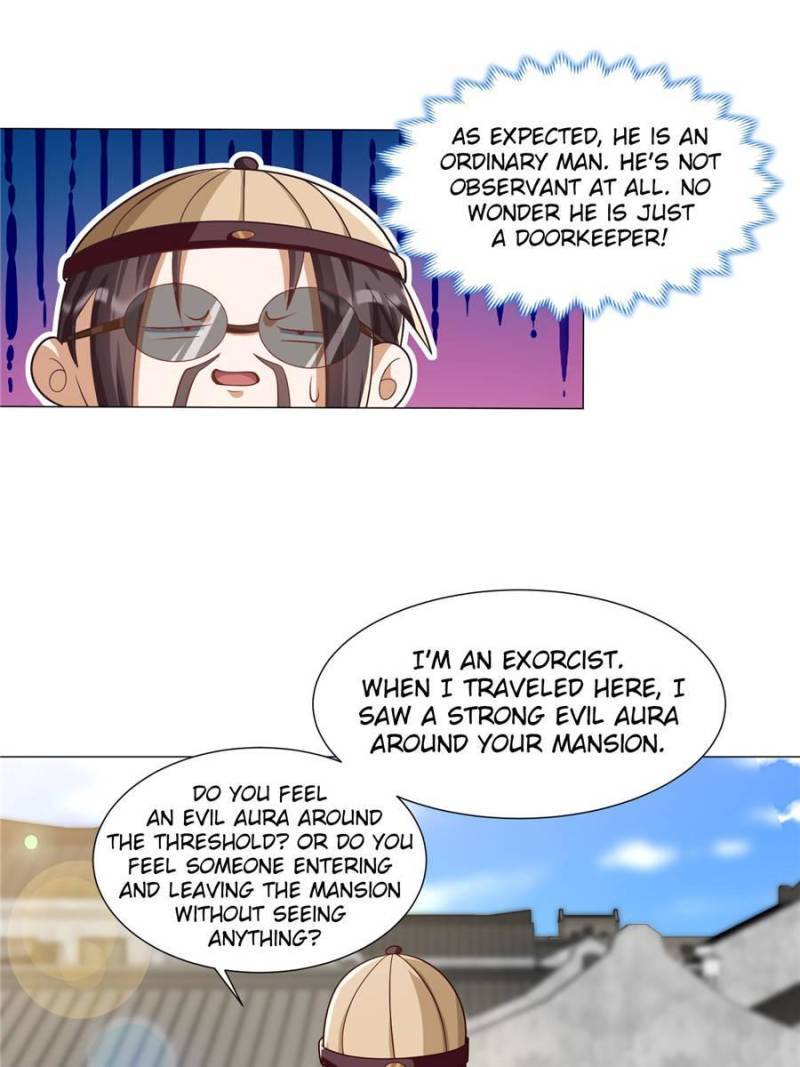 AS EXPECTED, HE IS AN
ORDINARY MAN. HE'S NOT
OBSERVANT AT ALL. NO
WONDER HE IS JUST
A DOORKEEPER!
I'M AN EXORCIST.
WHEN I TRAVELED HERE, I
SAW A STRONG EVIL AURA
AROUND YOUR MANSION.
DO YOU FEEL
AN EVIL AURA AROUND
THE THRESHOLD? OR DO YOU
FEEL SOMEONE ENTERING
AND LEAVING THE MANSION
WITHOUT SEEING
ANYTHING?